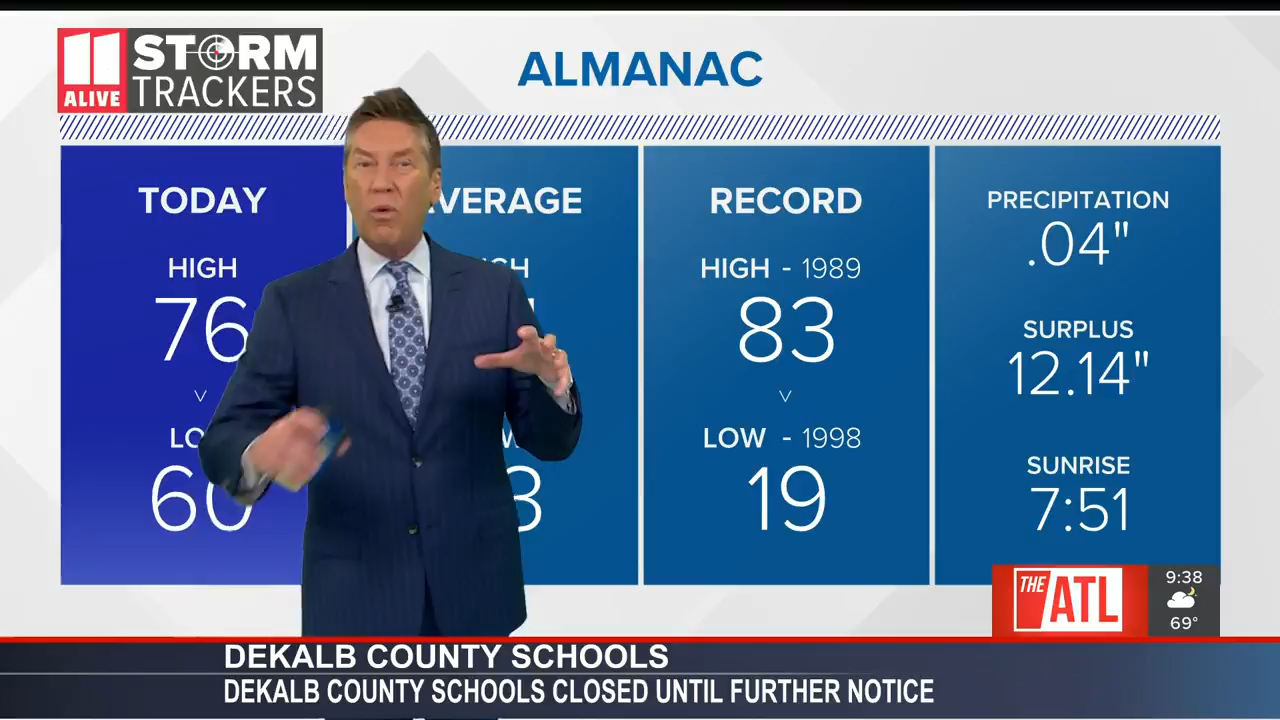 11 ALIVE
STORM
TRACKERS
ALMANAC
TODAY
HIGH
76
60
RECORD
HIGH - 1989
83
LOW - 1998
19
PRECIPITATION
.04"
SURPLUS
12.14"
SUNRISE
7:51
THE ATL
9:38
69°
DEKALB COUNTY SCHOOLS
DEKALB COUNTY SCHOOLS CLOSED UNTIL FURTHER NOTICE